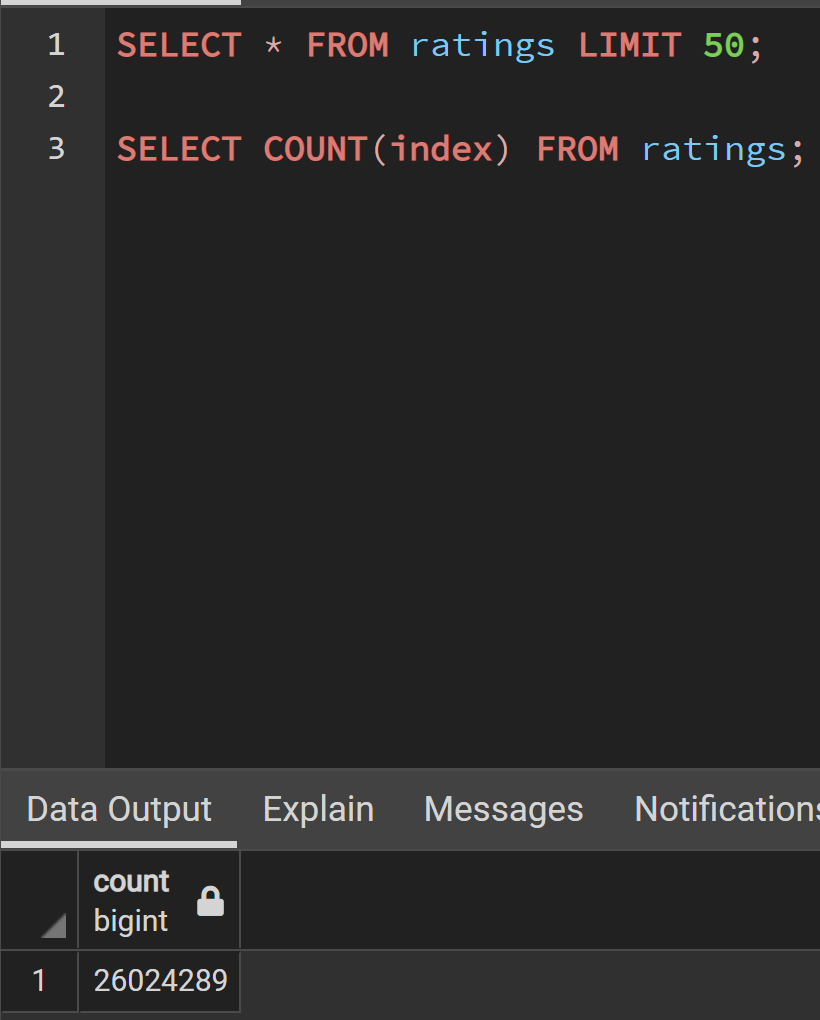 1 SELECT * FROM ratings LIMIT 50;
2
3 SELECT COUNT(index) FROM ratings;
Data Output Explain Messages Notifications
count
bigint
1 26024289